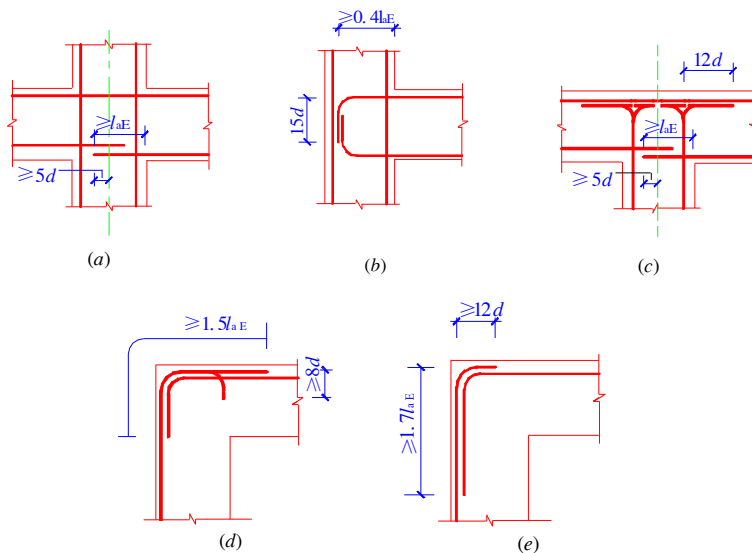 ≥laE
≥5d
(a)
≥0.4laE
15d
(b)
12d
≥laE
≥5d
(c)
≥1.5laE
≥8d
(d)
≥12d
≥1.7laE
(e)